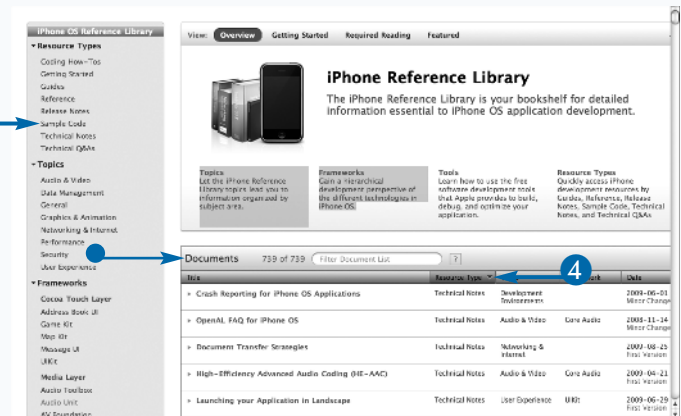 iPhone OS Reference Library
Resource Types
Coding How-Tos
Getting Started
Guides
Reference
Release Notes
Sample Code
Technical Notes
Technical Q&As
Topics
Audio & Video
Data Management
General
Graphics & Animation
Networking & Internet
Performance
Security
User Experience
Frameworks
Cocoa Touch Layer
Address Book UI
Game Kit
Map Kit
Message UI
UIKit
Media Layer
Audio Toolbox
Audio Unit
AV Foundation
View: Overview Getting Started Required Reading Featured
iPhone Reference Library
The iPhone Reference Library is your bookshelf for detailed
information essential to iPhone OS application development.
Topics
Let the iPhone Reference
Library topics lead you to
information organized by
subject area.
Frameworks
Gain a hierarchical
development perspective of
the different technologies in
iPhone OS.
Tools
Learn how to use the free
software development tools
that Apple provides to build,
debug, and optimize your
application.
Resource Types
Quickly access iPhone
development resources by
Guides, Reference, Release
Notes, Sample Code, Technical
Notes, and Technical Q&As
Documents 739 of 739 Filter Document List ?
Title Resource Type Date
4
Crash Reporting for iPhone OS Applications Technical Notes Development Environments 2009-06-01 Minor Change
OpenAL FAQ for iPhone OS Technical Notes Audio & Video Core Audio 2008-11-14 Minor Change
Document Transfer Strategies Technical Notes Networking & Internet 2009-08-25 First Version
High-Efficiency Advanced Audio Coding (HE-AAC) Technical Notes Audio & Video Core Audio 2009-04-21 First Version
Launching your Application in Landscape Technical Notes User Experience UIKit 2009-06-29 First Version